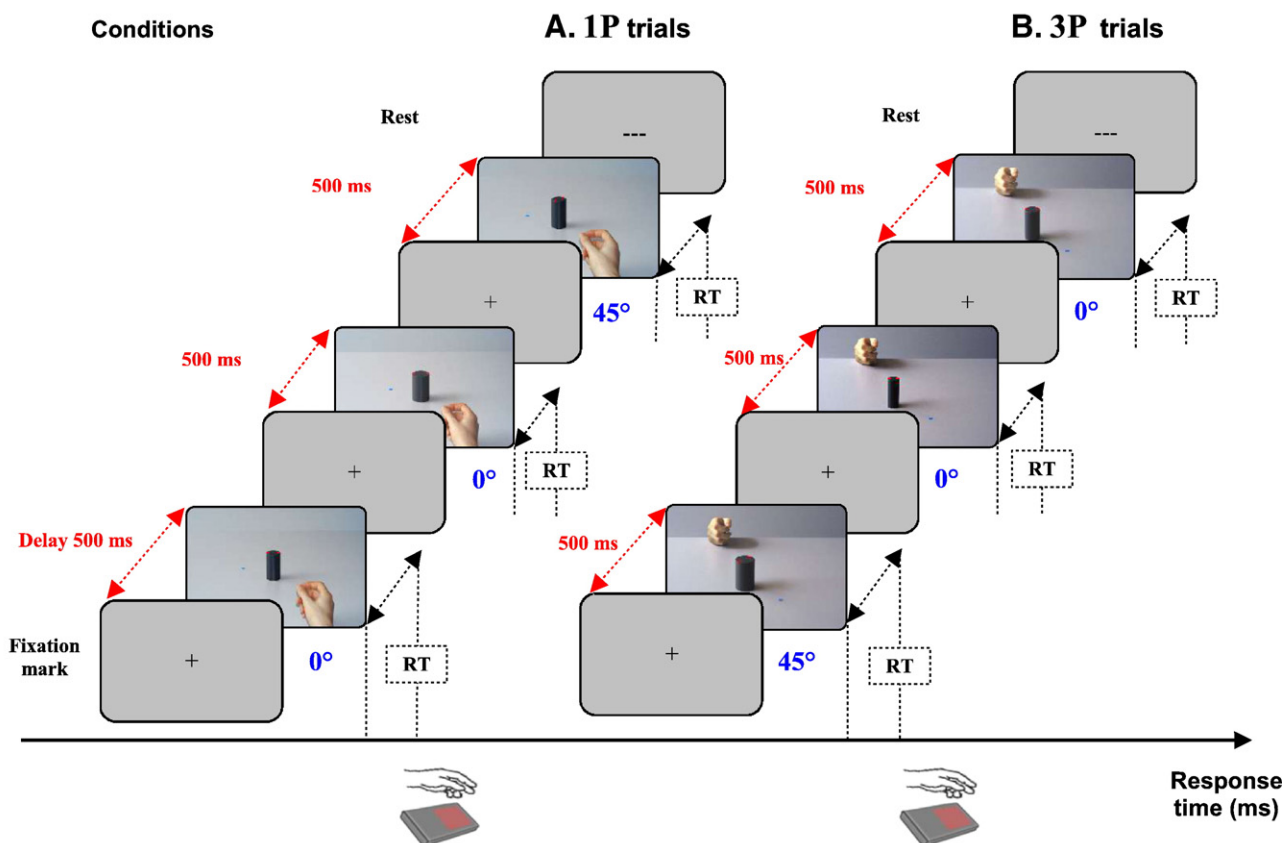 Conditions
A. 1P trials
B. 3P trials
Rest
---
500 ms
45°
RT
500 ms
0°
RT
Delay 500 ms
Fixation
mark
+
0°
RT
+
+
Rest
---
500 ms
0°
RT
500 ms
0°
RT
500 ms
45°
RT
+
+
+
Response
time (ms)